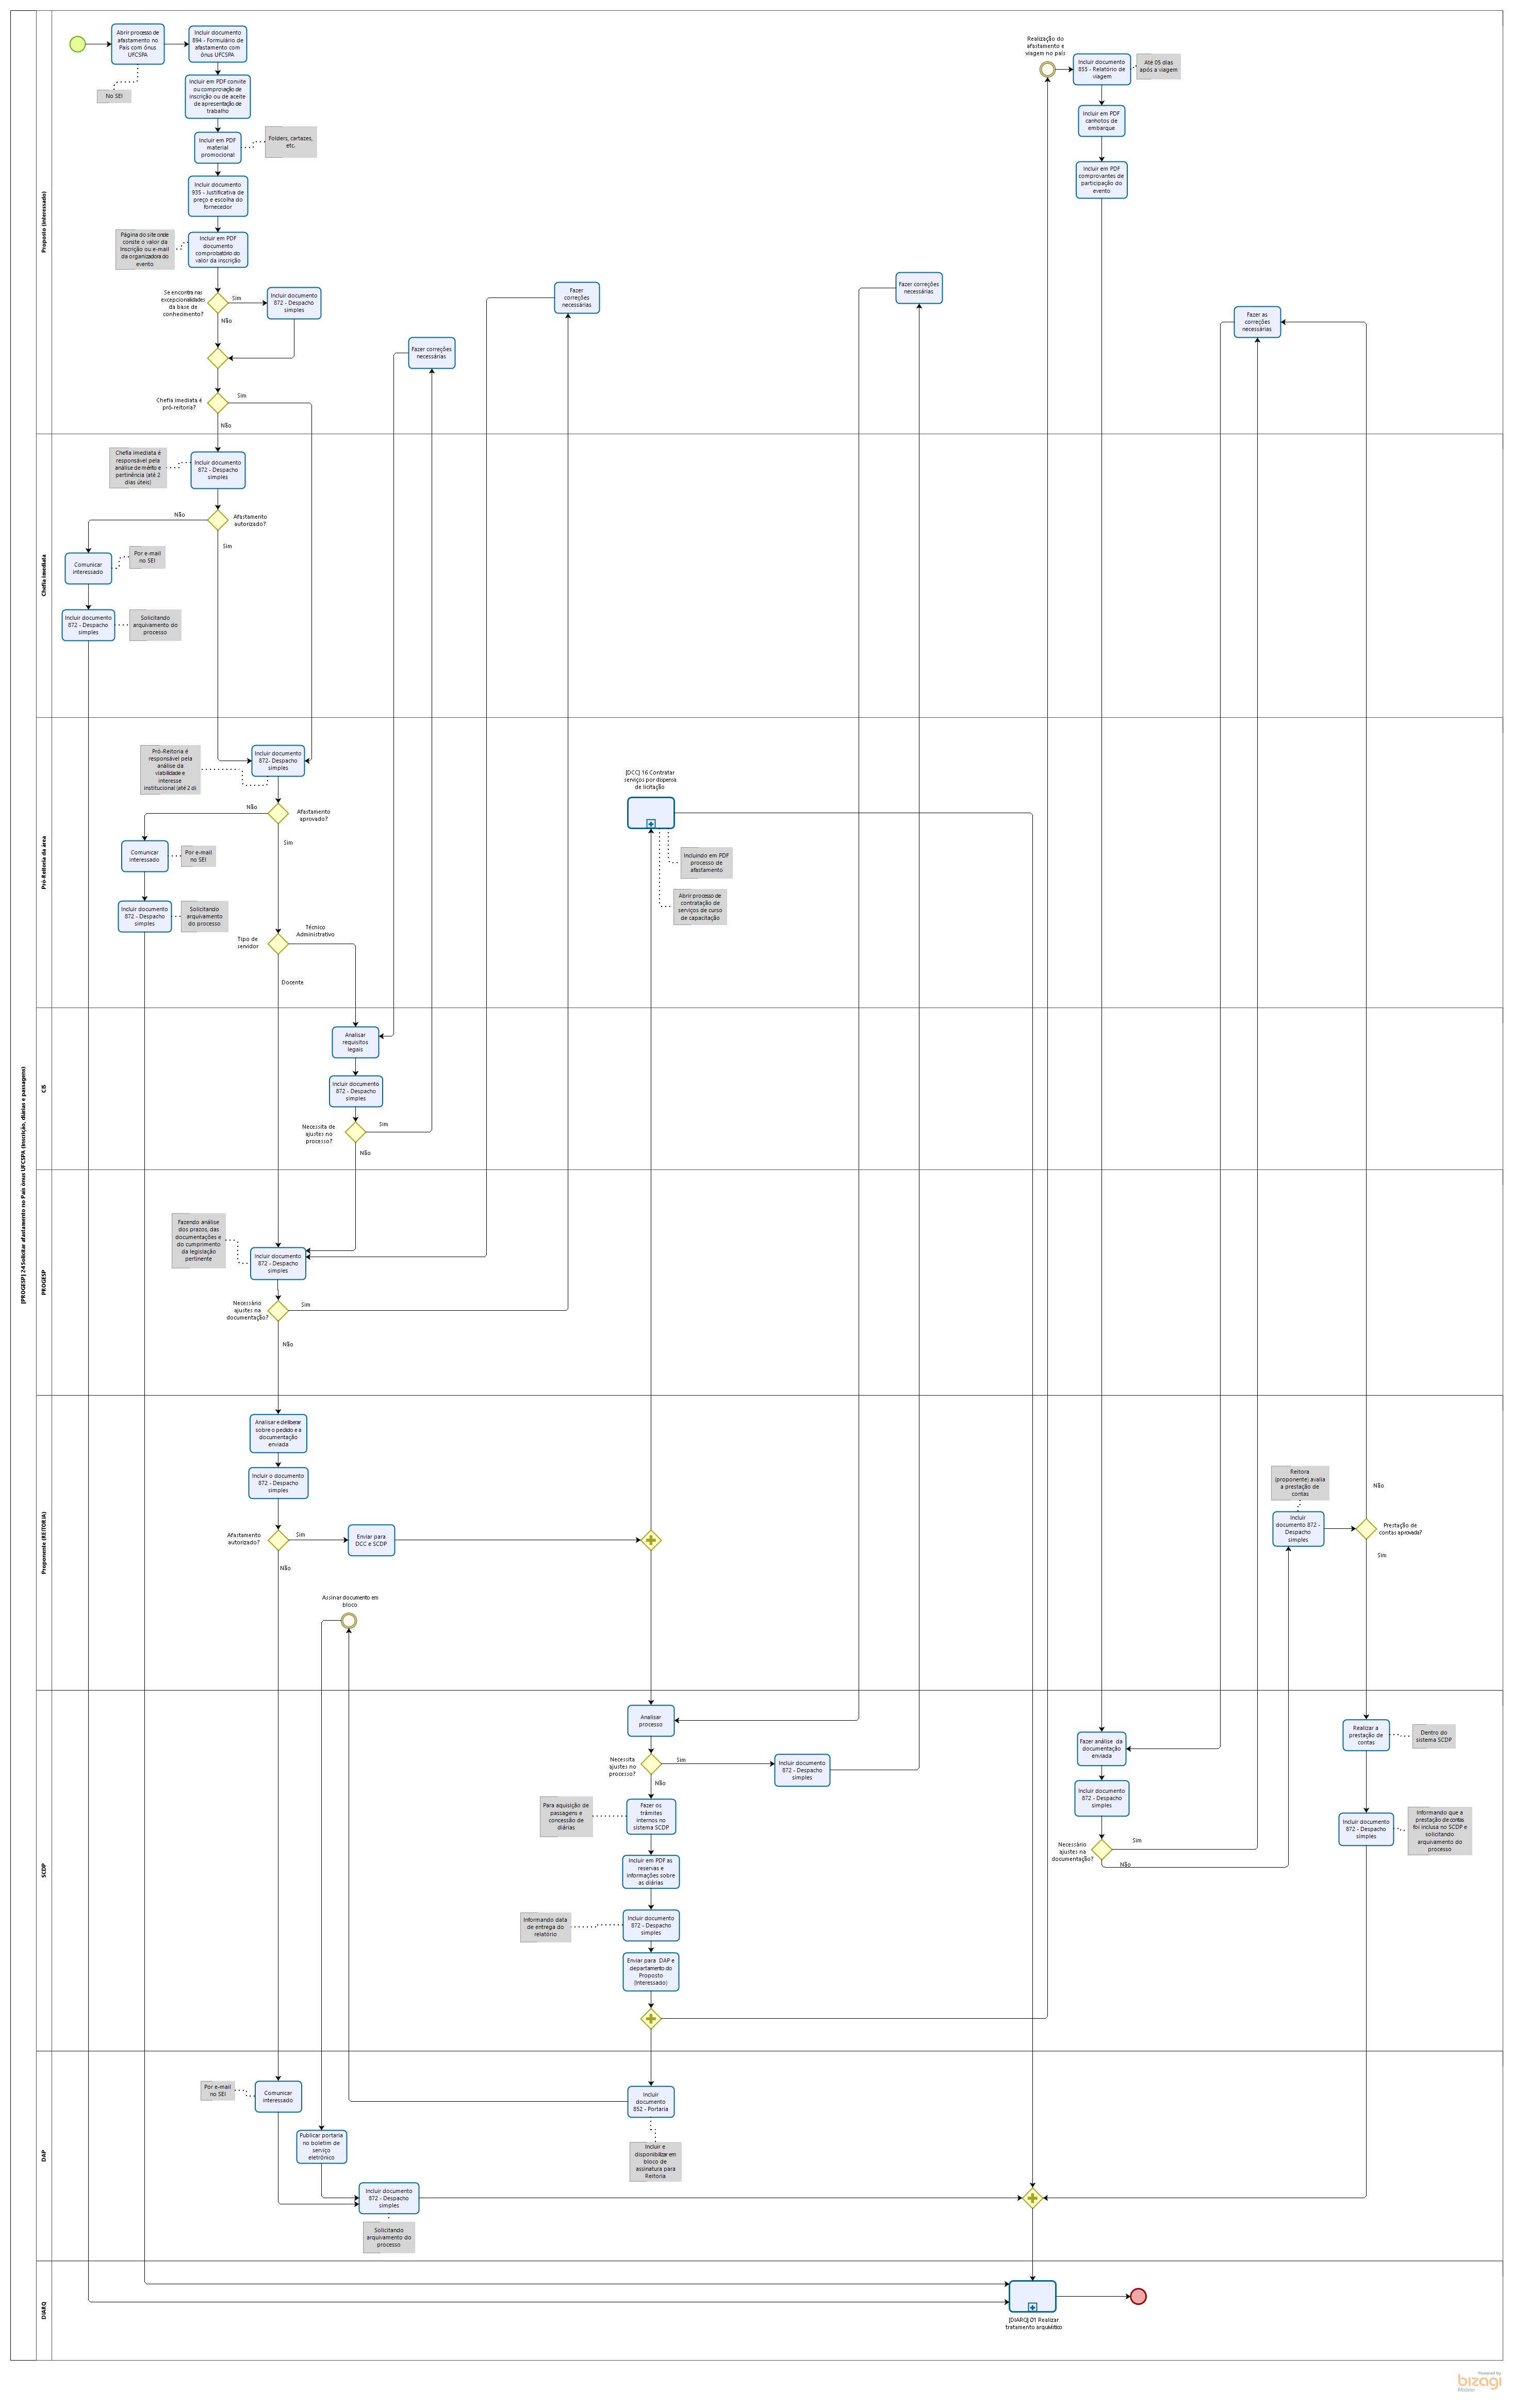 [PROGESP] 24 Solicitar afastamento no País ônus UFCSPA (Inscrição, diárias e passagens)
Proposto (Interessado)
Abrir processo de
afastamento no
País com ônus
UFCSPA
No SEI
Incluir documento
894 - Formulário de
afastamento com
ônus UFCSPA
Incluir em PDF convite
ou comprovação de
inscrição ou de aceite
de apresentação de
trabalho
Incluir em PDF
material
promocional
Folders, cartazes,
etc.
Incluir documento
935 - Justificativa de
preço e escolha do
fornecedor
Página do site onde
conste o valor da
Inscrição ou e-mail
da organizadora do
evento
Incluir em PDF
documento
comprobatório do
valor da inscrição
Se encontra nas
excepcionalidades
da base de
conhecimento?
Sim
Não
Incluir documento
872 - Despacho
simples
Chefia imediata é
pró-reitoria?
Sim
Não
Fazer correções
necessárias
Fazer
correções
necessárias
Fazer correções
necessárias
Realização do
afastamento e
viagem no país
Incluir documento
855 - Relatório de
viagem
Até 05 dias
após a viagem
Incluir em PDF
canhotos de
embarque
Incluir em PDF
comprovantes de
participação do
evento
Fazer as
correções
necessárias
Chefia imediata
Chefia imediata é
responsável pela
análise de mérito e
pertinência (até 2
dias úteis)
Incluir documento
872 - Despacho
simples
Afastamento
autorizado?
Não
Sim
Comunicar
interessado
Por e-mail
no SEI
Incluir documento
872 - Despacho
simples
Solicitando
arquivamento do
processo
Pró-Reitoria da área
Pró-Reitoria é
responsável pela
análise da
viabilidade e
interesse
institucional (até 2 di
Incluir documento
872- Despacho
simples
Afastamento
aprovado?
Não
Sim
Comunicar
interessado
Por e-mail
no SEI
Incluir documento
872 - Despacho
simples
Solicitando
arquivamento
do processo
Tipo de
servidor
Técnico
Administrativo
Docente
[DCC] 16 Contratar
serviços por dispensa
de licitação
Incluindo em PDF
processo de
afastamento
Abrir processo de
contratação de
serviços de curso
de capacitação
CIS
Analisar
requisitos
legais
Incluir documento
872 - Despacho
simples
Necessita de
ajustes no
processo?
Sim
Não
PROGESP
Fazendo análise
dos prazos, das
documentações e
do cumprimento
da legislação
pertinente
Incluir documento
872 - Despacho
simples
Necessário
ajustes na
documentação?
Sim
Não
Proponente (REITORIA)
Analisar e deliberar
sobre o pedido e a
documentação
enviada
Incluir o documento
872 - Despacho
simples
Afastamento
autorizado?
Sim
Não
Enviar para
DCC e SCDP
Assinar documento em
bloco
Reitora
(proponente) avalia
a prestação de
contas
Incluir
documento 872 -
Despacho
simples
Não
Prestação de
contas aprovada?
Sim
SCDP
Analisar
processo
Necessita
ajustes no
processo?
Sim
Não
Incluir documento
872 - Despacho
simples
Para aquisição de
passagens e
concessão de
diárias
Fazer os
trâmites
internos no
sistema SCDP
Incluir em PDF as
reservas e
informações sobre
as diárias
Informando data
de entrega do
relatório
Incluir documento
872 - Despacho
simples
Enviar para DAP e
departamento do
Proposto
(Interessado)
Fazer análise da
documentação
enviada
Incluir documento
872 - Despacho
simples
Necessário
ajustes na
documentação?
Sim
Não
Realizar a
prestação de
contas
Dentro do
sistema SCDP
Incluir documento
872 - Despacho
simples
Informando que a
prestação de contas
foi inclusa no SCDP e
solicitando
arquivamento do
processo
DAP
Por e-mail
no SEI
Comunicar
interessado
Publicar portaria
no boletim de
serviço
eletrônico
Incluir documento
872 - Despacho
simples
Solicitando
arquivamento do
processo
Incluir
documento
852 - Portaria
Incluir e
disponibilizar em
bloco de
assinatura para
Reitoria
DIARQ
[DIARQ] 01 Realizar
tratamento arquivístico
Powered by
bizagi
Modeler